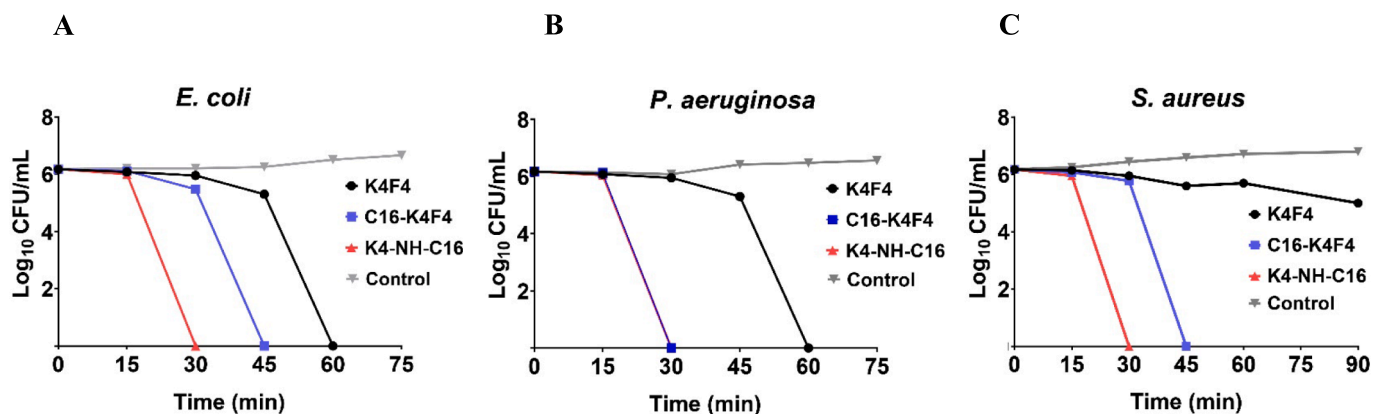 A
B
C
E. coli
P. aeruginosa
S. aureus
Log10 CFU/mL
8
6
4
2
0 15 30 45 60 75
Time (min)
K4F4
C16-K4F4
K4-NH-C16
Control
Log10 CFU/mL
8
6
4
2
0 15 30 45 60 75
Time (min)
K4F4
C16-K4F4
K4-NH-C16
Control
Log10 CFU/mL
8
6
4
2
0 15 30 45 60 75 90
Time (min)
K4F4
C16-K4F4
K4-NH-C16
Control